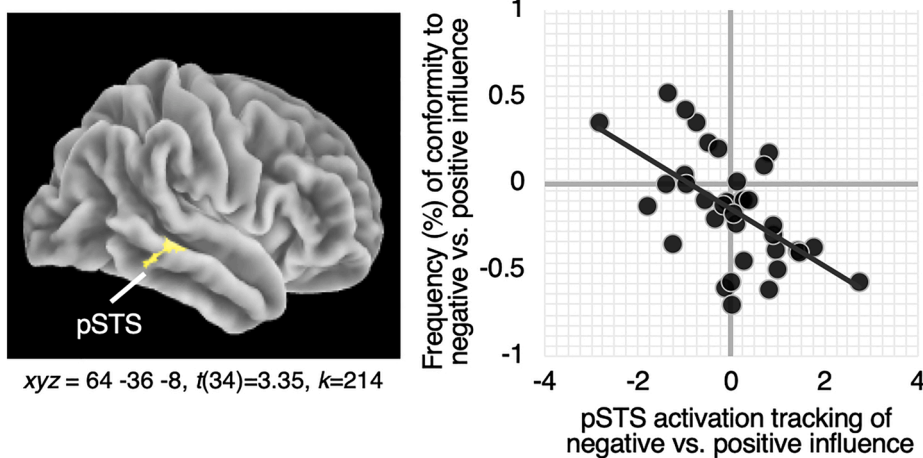 pSTS
xyz = 64 -36 -8, t(34)=3.35, k=214
Frequency (%) of conformity to
negative vs. positive influence
1
0.5
0
-0.5
-1
-4
-2
0
2
4
pSTS activation tracking of
negative vs. positive influence